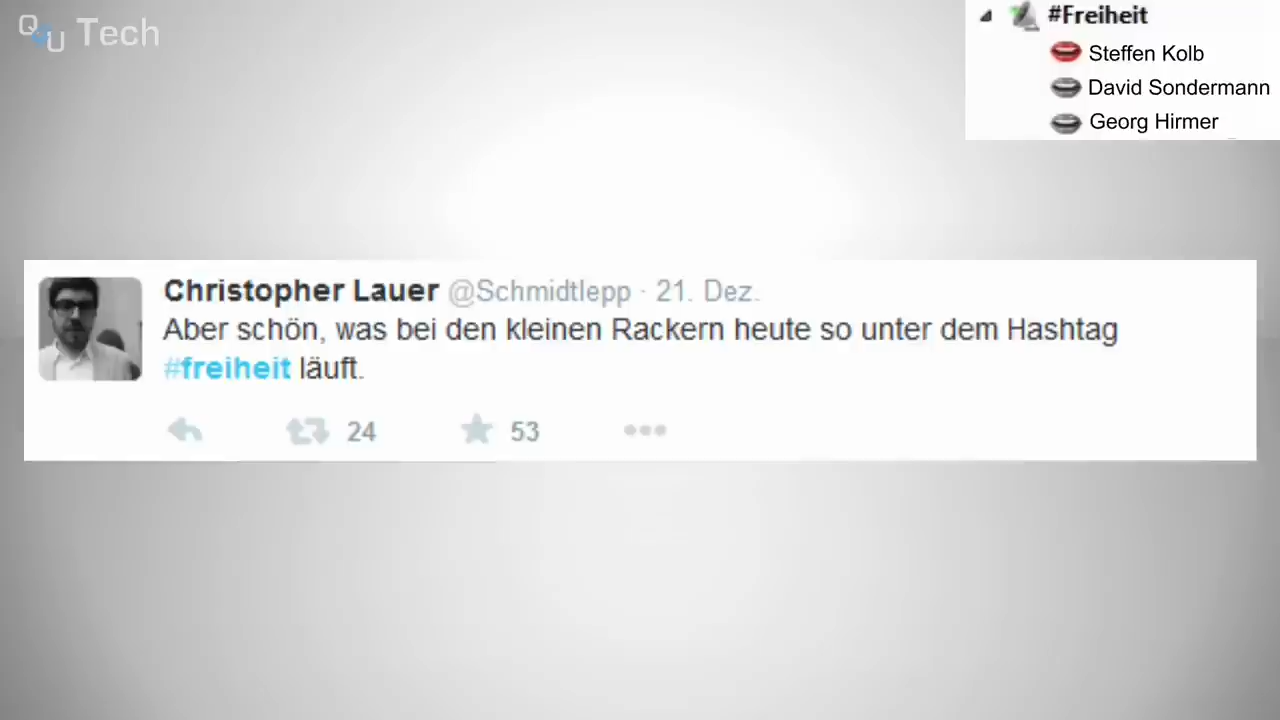 QSU Tech
#Freiheit
Steffen Kolb
David Sondermann
Georg Hirmer
Christopher Lauer @Schmidtlepp · 21. Dez.
Aber schön, was bei den kleinen Rackern heute so unter dem Hashtag
#freiheit läuft.
24 53